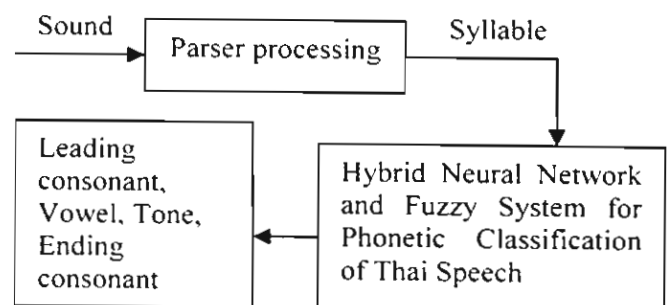 Sound
Parser processing
Syllable
Hybrid Neural Network
and Fuzzy System for
Phonetic Classification
of Thai Speech
Leading
consonant,
Vowel, Tone,
Ending
consonant